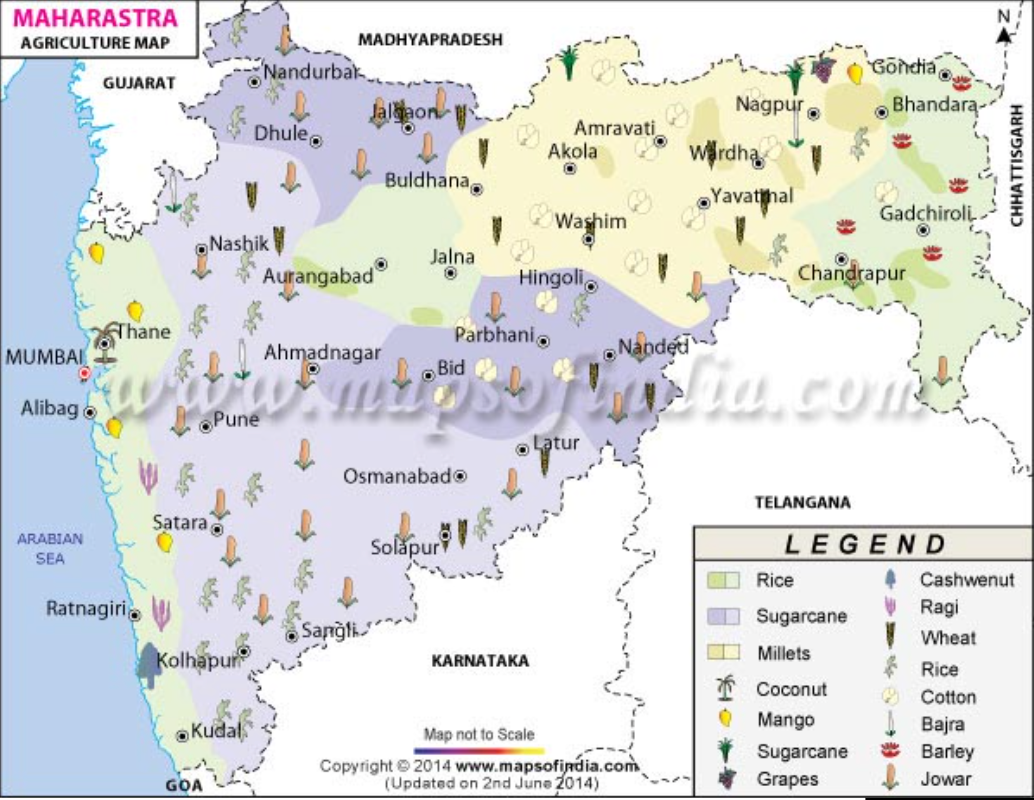 MAHARASTRA
AGRICULTURE MAP
MADHYAPRADESH
N
GUJARAT
Nandurbar
Gondia
Jalgaon
Nagpur
Bhandara
Dhule
Amravati
Akola
Wardha
CHHATTISGARH
Buldhana
Yavatmal
Washim
Gadchiroli
Nashik
Aurangabad
Jalna
Hingoli
Chandrapur
Thane
Parbhani
Nanded
MUMBAI
Ahmadnagar
Bid
www.mapsofindia.com
Alibag
Pune
Latur
Osmanabad
TELANGANA
Satara
Solapur
ARABIAN
SEA
Ratnagiri
Sangli
Kolhapur
KARNATAKA
Kudal
GOA
LEGEND
Rice
Sugarcane
Millets
Coconut
Mango
Sugarcane
Grapes
Cashwenut
Ragi
Wheat
Rice
Cotton
Bajra
Barley
Jowar
Map not to Scale
Copyright © 2014 www.mapsofindia.com
(Updated on 2nd June 2014)